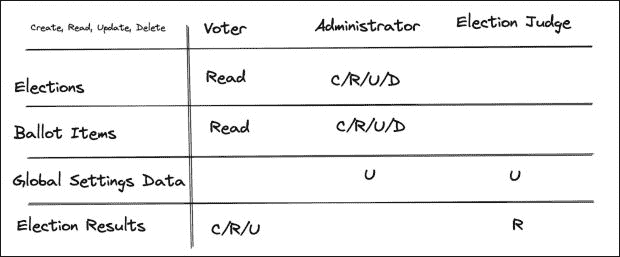 Create, Read, Update, Delete Voter Administrator Election Judge
Elections Read C/R/U/D
Ballot Items Read C/R/U/D
Global Settings Data U U
Election Results C/R/U R